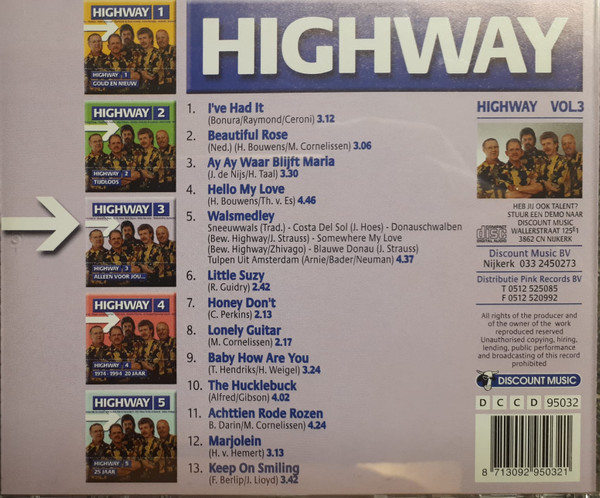 HIGHWAY 1
HIGHWAY 1
GOUD EN NIEUW
HIGHWAY 2
HIGHWAY 2
TIJDLOOS
HIGHWAY 3
HIGHWAY 3
ALLEEN VOOR JOU...
HIGHWAY 4
HIGHWAY 4
1974-1994 20 JAAR
HIGHWAY 5
HIGHWAY 5
25 JAAR
HIGHWAY
1. I've Had It
(Bonura/Raymond/Ceroni) 3.12
2. Beautiful Rose
(Ned.) (H. Bouwens/M. Cornelissen) 3.06
3. Ay Ay Waar Blijft Maria
(J. de Nijs/H. Taal) 3.30
4. Hello My Love
(H. Bouwens/Th. v. Es) 4.46
5. Walsmedley
Sneeuwwals (Trad.) - Costa Del Sol (J. Hoes) - Donauschwalben
(Bew. Highway/J. Strauss) - Somewhere My Love
(Bew. Highway/Zhivago) - Blauwe Donau (J. Strauss)
Tulpen Uit Amsterdam (Arnie/Bader/Neuman) 4.37
6. Little Suzy
(R. Guidry) 2.42
7. Honey Don't
(C. Perkins) 2.13
8. Lonely Guitar
(M. Cornelissen) 2.17
9. Baby How Are You
(T. Hendriks/H. Weigel) 3.24
10. The Hucklebuck
(Alfred/Gibson) 4.02
11. Achttien Rode Rozen
B. Darin/M. Cornelissen) 4.24
12. Marjolein
(H. v. Hemert) 3.13
13. Keep On Smiling
(F. Berlip/J. Lloyd) 3.42
HIGHWAY VOL.3
HEB JIJ OOK TALENT?
STUUR EEN DEMO NAAR
DISCOUNT MUSIC
WALLERSTRAAT 125F1
3862 CN NIJKERK
disc
Discount Music BV
Nijkerk 033 2450273
Distributie Pink Records BV
T 0512 525085
F 0512 520992
All rights of the producer and
of the owner of the work
reproduced reserved
Unauthorised copying, hiring,
lending, public performance
and broadcasting of this record
prohibited
DISCOUNT MUSIC
D C C D 95032
8 713092 950321